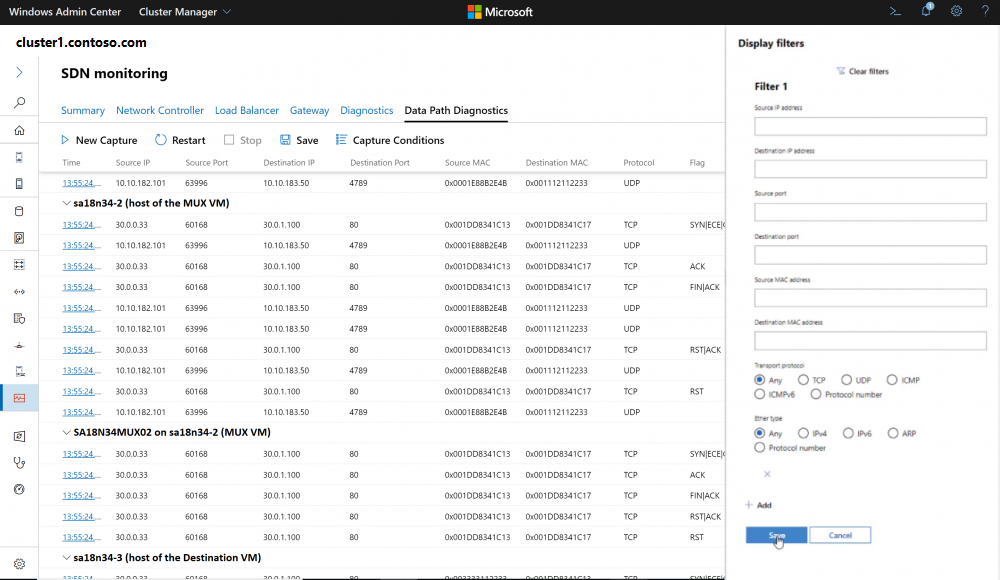 Windows Admin Center Cluster Manager Microsoft 1 ?
cluster1.contoso.com
SDN monitoring
Summary Network Controller Load Balancer Gateway Diagnostics Data Path Diagnostics
New Capture Restart Stop Save Capture Conditions
Time Source IP Source Port Destination IP Destination Port Source MAC Destination MAC Protocol Flag
13:55:24... 10.10.182.101 63996 10.10.183.50 4789 0x0001E88B2E4B 0x001112112233 UDP
sa18n34-2 (host of the MUX VM)
13:55:24... 30.0.0.33 60168 30.0.1.100 80 0x001DD8341C13 0x001DD8341C17 TCP SYN|ECE|
13:55:24... 10.10.182.101 63996 10.10.183.50 4789 0x0001E88B2E4B 0x001112112233 UDP
13:55:24... 30.0.0.33 60168 30.0.1.100 80 0x001DD8341C13 0x001DD8341C17 TCP ACK
13:55:24... 30.0.0.33 60168 30.0.1.100 80 0x001DD8341C13 0x001DD8341C17 TCP FIN|ACK
13:55:24... 10.10.182.101 63996 10.10.183.50 4789 0x0001E88B2E4B 0x001112112233 UDP
13:55:24... 10.10.182.101 63996 10.10.183.50 4789 0x0001E88B2E4B 0x001112112233 UDP
13:55:24... 30.0.0.33 60168 30.0.1.100 80 0x001DD8341C13 0x001DD8341C17 TCP RST|ACK
13:55:24... 10.10.182.101 63996 10.10.183.50 4789 0x0001E88B2E4B 0x001112112233 UDP
13:55:24... 30.0.0.33 60168 30.0.1.100 80 0x001DD8341C13 0x001DD8341C17 TCP RST
13:55:24... 10.10.182.101 63996 10.10.183.50 4789 0x0001E88B2E4B 0x001112112233 UDP
SA18N34MUX02 on sa18n34-2 (MUX VM)
13:55:24... 30.0.0.33 60168 30.0.1.100 80 0x001DD8341C13 0x001DD8341C17 TCP SYN|ECE|
13:55:24... 30.0.0.33 60168 30.0.1.100 80 0x001DD8341C13 0x001DD8341C17 TCP ACK
13:55:24... 30.0.0.33 60168 30.0.1.100 80 0x001DD8341C13 0x001DD8341C17 TCP FIN|ACK
13:55:24... 30.0.0.33 60168 30.0.1.100 80 0x001DD8341C13 0x001DD8341C17 TCP RST|ACK
13:55:24... 30.0.0.33 60168 30.0.1.100 80 0x001DD8341C13 0x001DD8341C17 TCP RST
sa18n34-3 (host of the Destination VM)
Display filters
Clear filters
Filter 1
Source IP address
Destination IP address
Source port
Destination port
Source MAC address
Destination MAC address
Transport protocol
Any TCP UDP ICMP
ICMPv6 Protocol number
Ether type
Any IPv4 IPv6 ARP
Protocol number
Add
Save Cancel